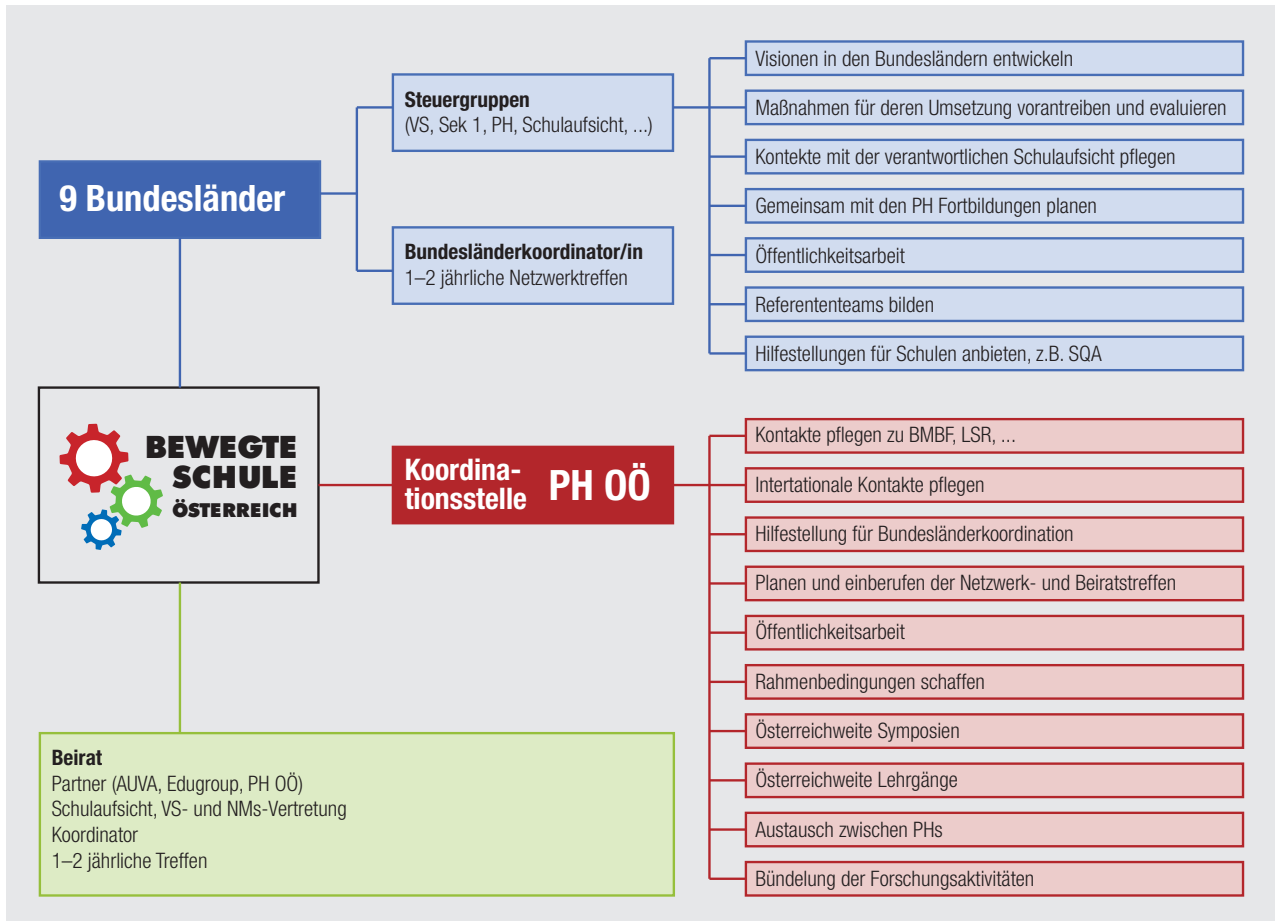 9 Bundesländer
Steuergruppen
(VS, Sek 1, PH, Schulaufsicht, ...)
Bundesländerkoordinator/in
1–2 jährliche Netzwerktreffen
Visionen in den Bundesländern entwickeln
Maßnahmen für deren Umsetzung vorantreiben und evaluieren
Kontekte mit der verantwortlichen Schulaufsicht pflegen
Gemeinsam mit den PH Fortbildungen planen
Öffentlichkeitsarbeit
Referententeams bilden
Hilfestellungen für Schulen anbieten, z.B. SQA
BEWEGTE
SCHULE
ÖSTERREICH
Koordina-
tionsstelle
PH OÖ
Kontakte pflegen zu BMBF, LSR, ...
Intertationale Kontakte pflegen
Hilfestellung für Bundesländerkoordination
Planen und einberufen der Netzwerk- und Beiratstreffen
Öffentlichkeitsarbeit
Rahmenbedingungen schaffen
Österreichweite Symposien
Österreichweite Lehrgänge
Austausch zwischen PHs
Bündelung der Forschungsaktivitäten
Beirat
Partner (AUVA, Edugroup, PH OÖ)
Schulaufsicht, VS- und NMs-Vertretung
Koordinator
1–2 jährliche Treffen